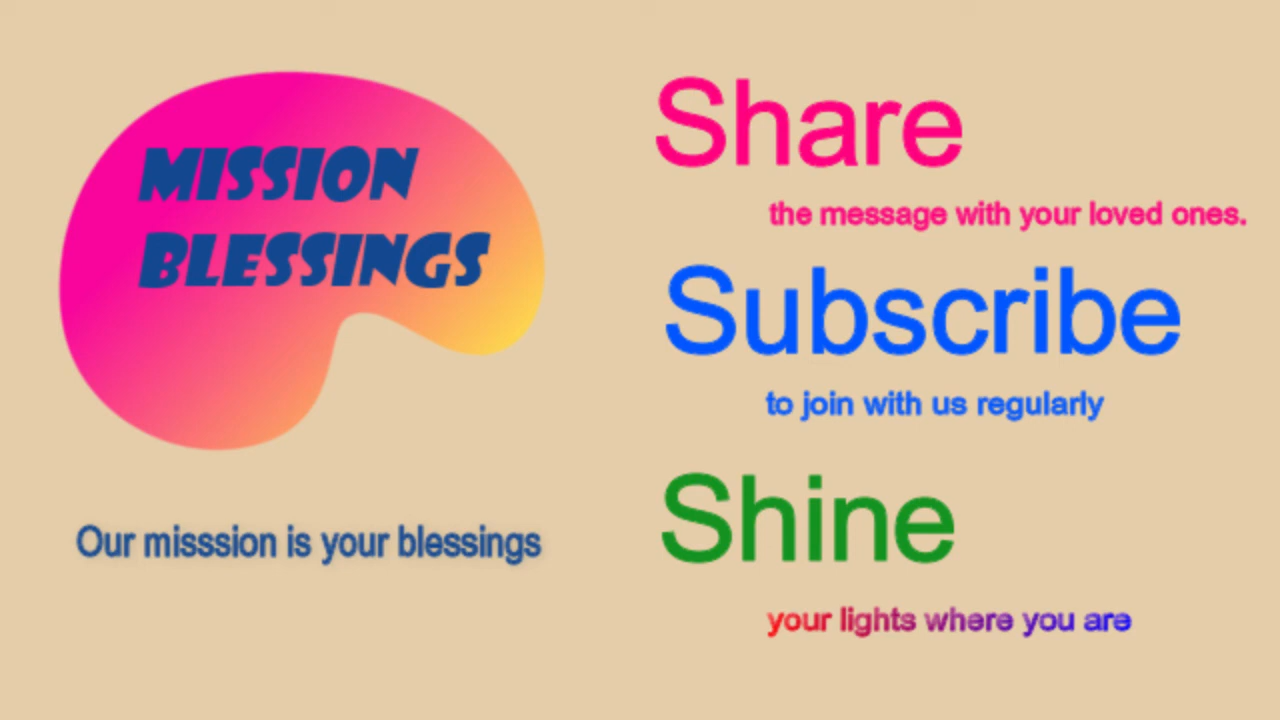 MISSION
BLESSINGS
Our misssion is your blessings
Share
the message with your loved ones.
Subscribe
to join with us regularly
Shine
your lights where you are